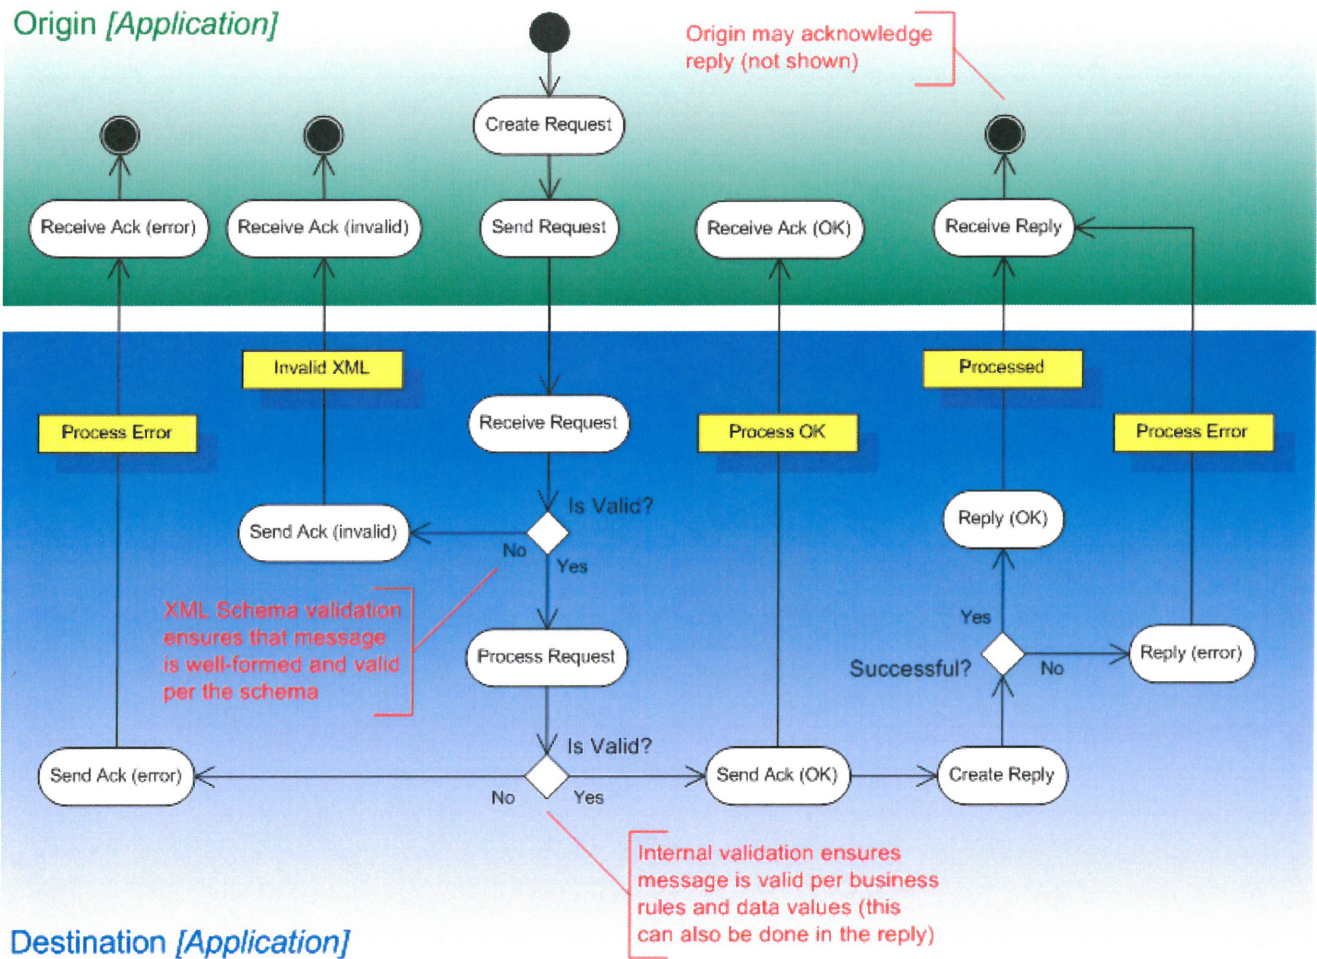 Origin [Application]
Origin may acknowledge
reply (not shown)
Create Request
Receive Ack (error)
Receive Ack (invalid)
Send Request
Receive Ack (OK)
Receive Reply
Invalid XML
Processed
Process Error
Receive Request
Process OK
Process Error
Is Valid?
Send Ack (invalid)
No
Yes
Reply (OK)
XML Schema validation
ensures that message
is well-formed and valid
per the schema
Process Request
Yes
Successful?
No
Reply (error)
Is Valid?
Send Ack (error)
No
Yes
Send Ack (OK)
Create Reply
Internal validation ensures
message is valid per business
rules and data values (this
can also be done in the reply)
Destination [Application]